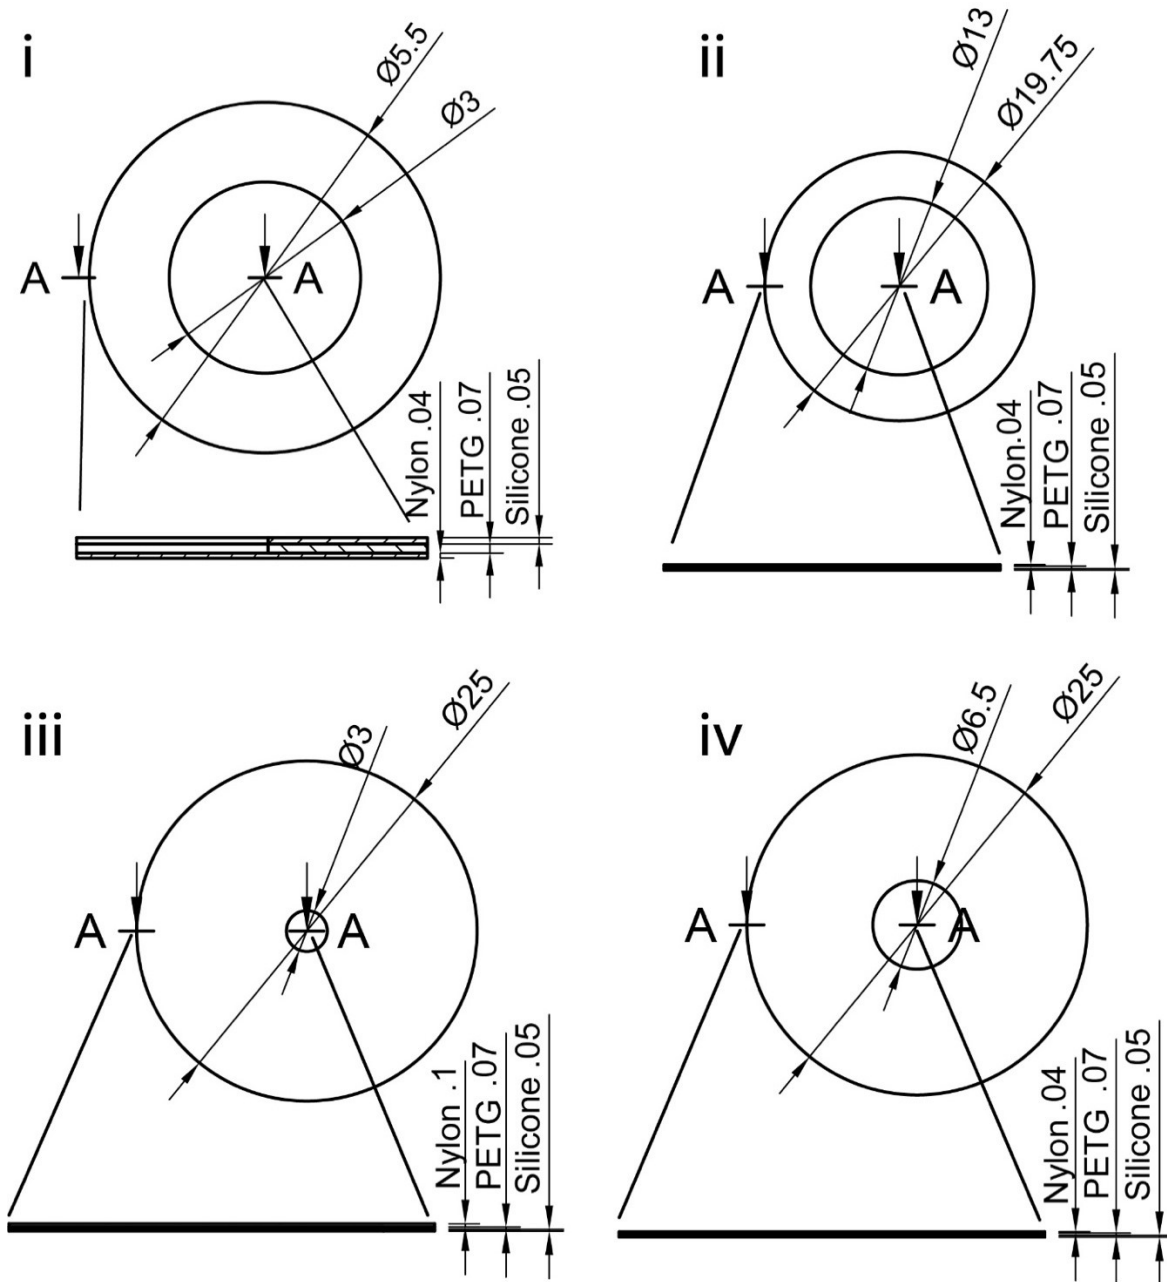 i
Ø5.5
Ø3
A
A
Nylon .04
PETG .07
Silicone .05
ii
Ø13
Ø19.75
A
A
Nylon.04
PETG .07
Silicone .05
iii
Ø3
Ø25
A
A
Nylon .1
PETG .07
Silicone .05
iv
Ø6.5
Ø25
A
A
Nylon .04
PETG .07
Silicone .05